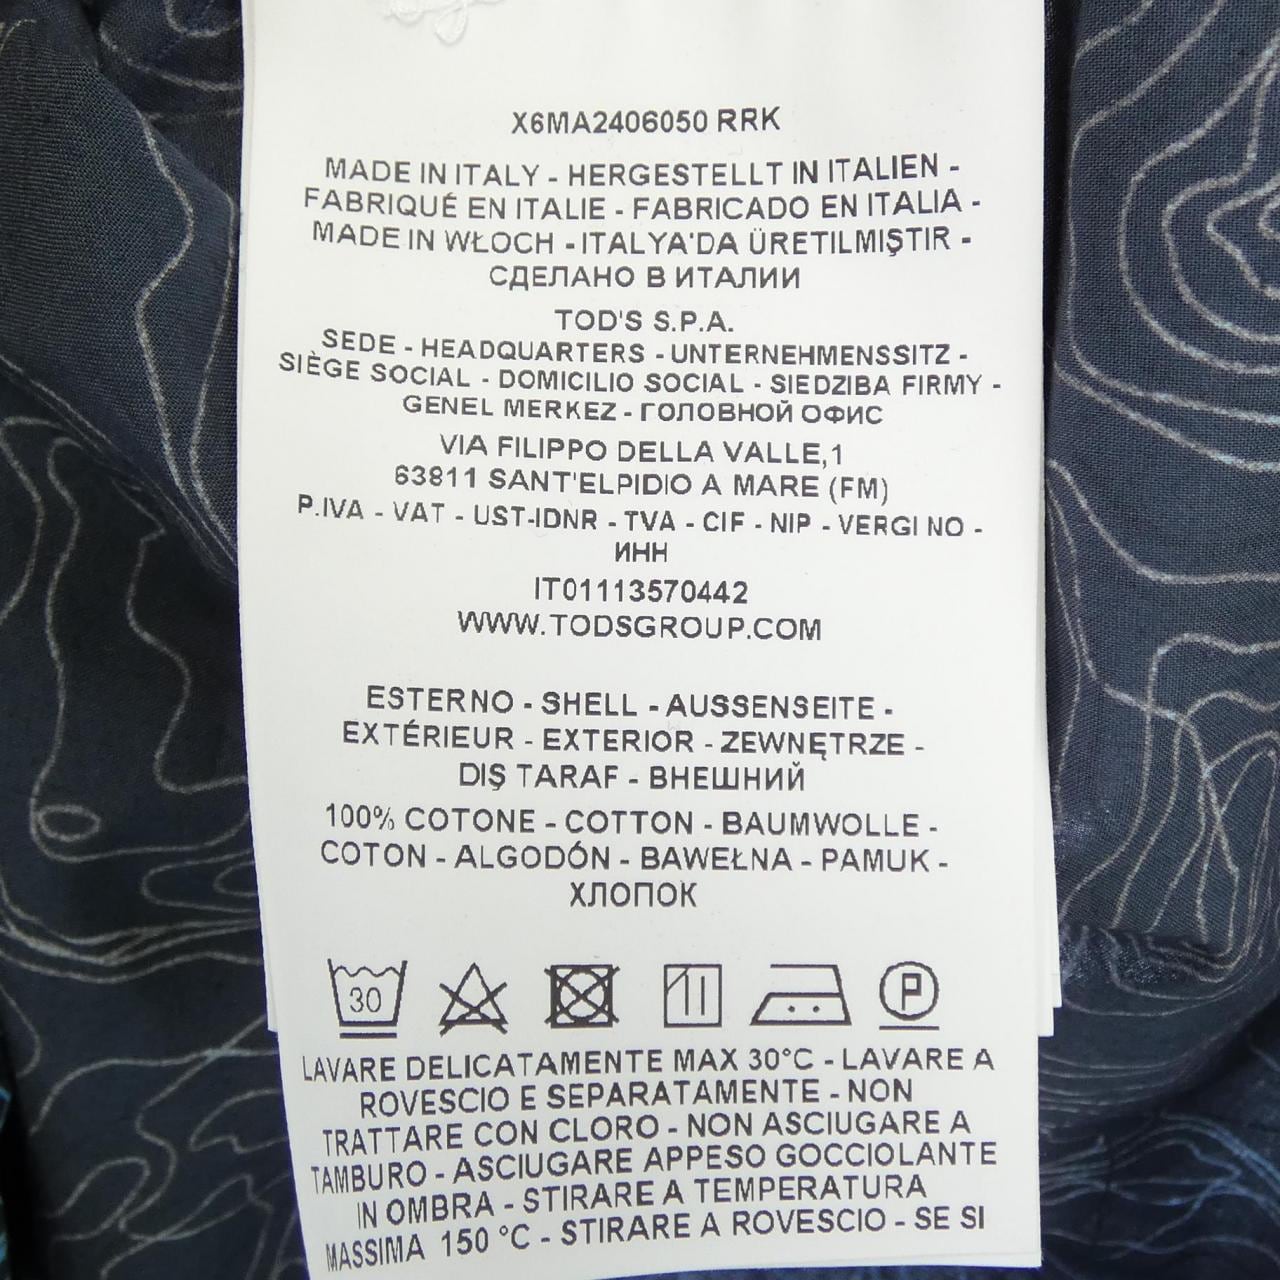 X6MA2406050 RRK
MADE IN ITALY - HERGESTELLT IN ITALIEN -
FABRIQUÉ EN ITALIE - FABRICADO EN ITALIA -
MADE IN WŁOCH - ITALYA'DA ÜRETILMIŞTIR -
СДЕЛАНО В ИТАЛИИ
TOD'S S.P.A.
SEDE - HEADQUARTERS - UNTERNEHMENSSITZ -
SIÈGE SOCIAL - DOMICILIO SOCIAL - SIEDZIBA FIRMY -
GENEL MERKEZ - ГОЛОВНОЙ ОФИС
VIA FILIPPO DELLA VALLE,1
63811 SANT'ELPIDIO A MARE (FM)
P.IVA - VAT - UST-IDNR - TVA - CIF - NIP - VERGI NO -
ИНН
IT01113570442
WWW.TODSGROUP.COM
ESTERNO - SHELL - AUSSENSEITE -
EXTÉRIEUR - EXTERIOR - ZEWNĘTRZE -
DIŞ TARAF - ВНЕШНИЙ
100% COTONE - COTTON - BAUMWOLLE -
COTON - ALGODÓN - BAWEŁNA - PAMUK -
ХЛОПОК
30 P
LAVARE DELICATAMENTE MAX 30°C - LAVARE A
ROVESCIO E SEPARATAMENTE - NON
TRATTARE CON CLORO - NON ASCIUGARE A
TAMBURO - ASCIUGARE APPESO GOCCIOLANTE
IN OMBRA - STIRARE A TEMPERATURA
MASSIMA 150 °C - STIRARE A ROVESCIO - SE SI